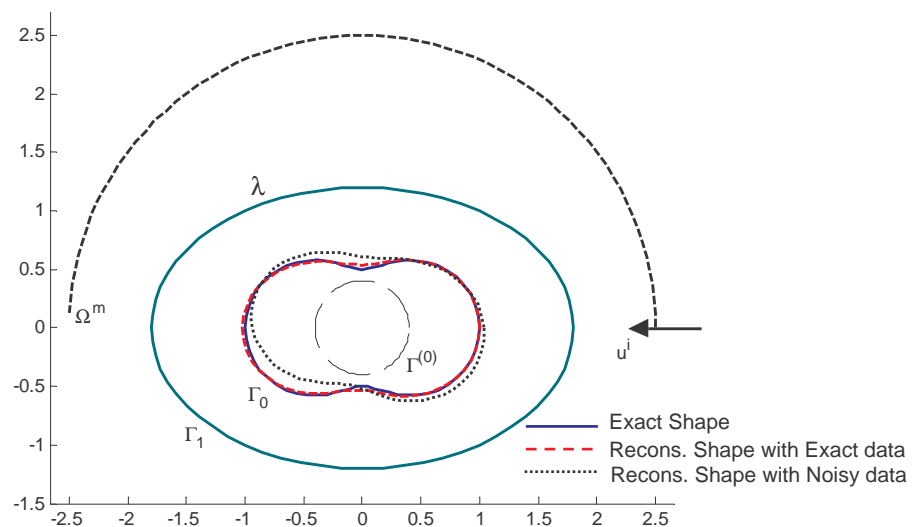 2.5
2
1.5
λ
1
0.5
Ω^m
0
u^i
Γ^(0)
-0.5
Γ_0
Γ_1
Exact Shape
-1
Recons. Shape with Exact data
Recons. Shape with Noisy data
-1.5
-2.5 -2 -1.5 -1 -0.5 0 0.5 1 1.5 2 2.5